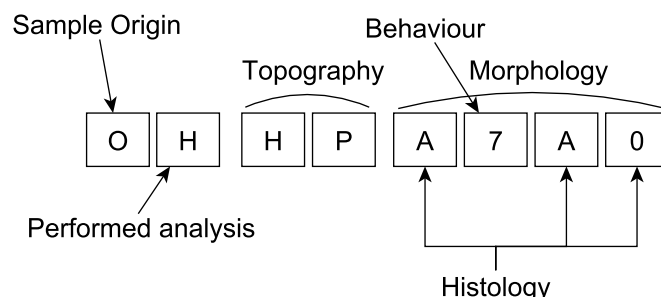 Sample Origin
Behaviour
Topography
Morphology
O H H P A 7 A 0
Performed analysis
Histology